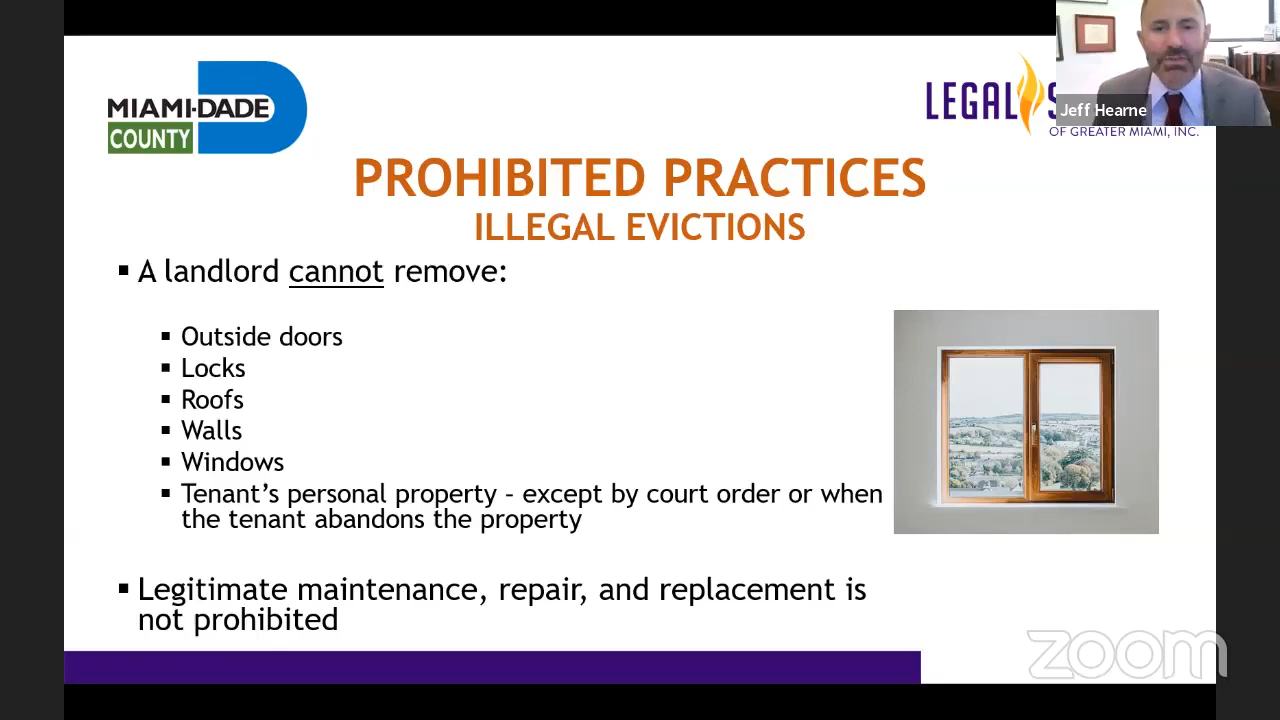 MIAMI-DADE
COUNTY
LEGAL
Jeff Hearne
OF GREATER MIAMI, INC.
PROHIBITED PRACTICES
ILLEGAL EVICTIONS
▪ A landlord cannot remove:
▪ Outside doors
▪ Locks
▪ Roofs
▪ Walls
▪ Windows
▪ Tenant's personal property – except by court order or when
the tenant abandons the property
▪ Legitimate maintenance, repair, and replacement is
not prohibited
zoom